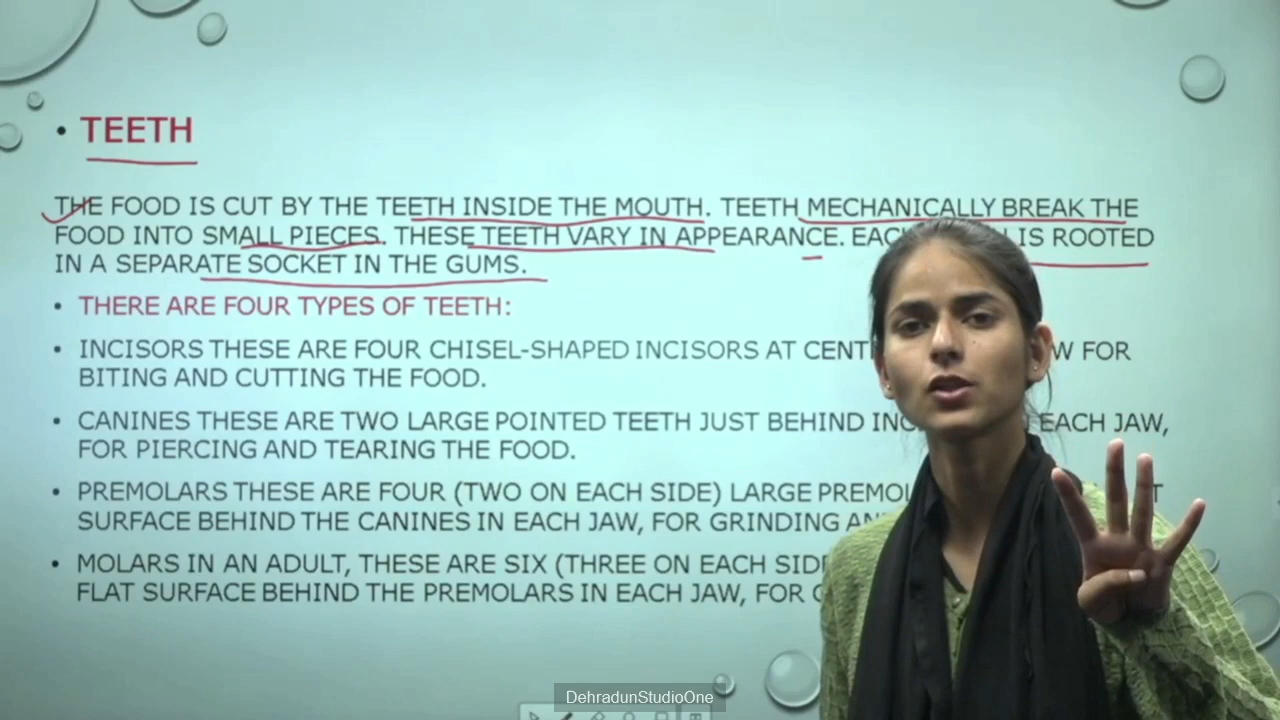 • TEETH
THE FOOD IS CUT BY THE TEETH INSIDE THE MOUTH. TEETH MECHANICALLY BREAK THE
FOOD INTO SMALL PIECES. THESE TEETH VARY IN APPEARANCE. EACH IS ROOTED
IN A SEPARATE SOCKET IN THE GUMS.
• THERE ARE FOUR TYPES OF TEETH:
• INCISORS THESE ARE FOUR CHISEL-SHAPED INCISORS AT FOR
BITING AND CUTTING THE FOOD.
• CANINES THESE ARE TWO LARGE POINTED TEETH JUST BEHIND EACH JAW,
FOR PIERCING AND TEARING THE FOOD.
• PREMOLARS THESE ARE FOUR (TWO ON EACH SIDE) LARGE
SURFACE BEHIND THE CANINES IN EACH JAW, FOR GRINDING
• MOLARS IN AN ADULT, THESE ARE SIX (THREE ON EACH SIDE
FLAT SURFACE BEHIND THE PREMOLARS IN EACH JAW, FOR
DehradunStudioOne